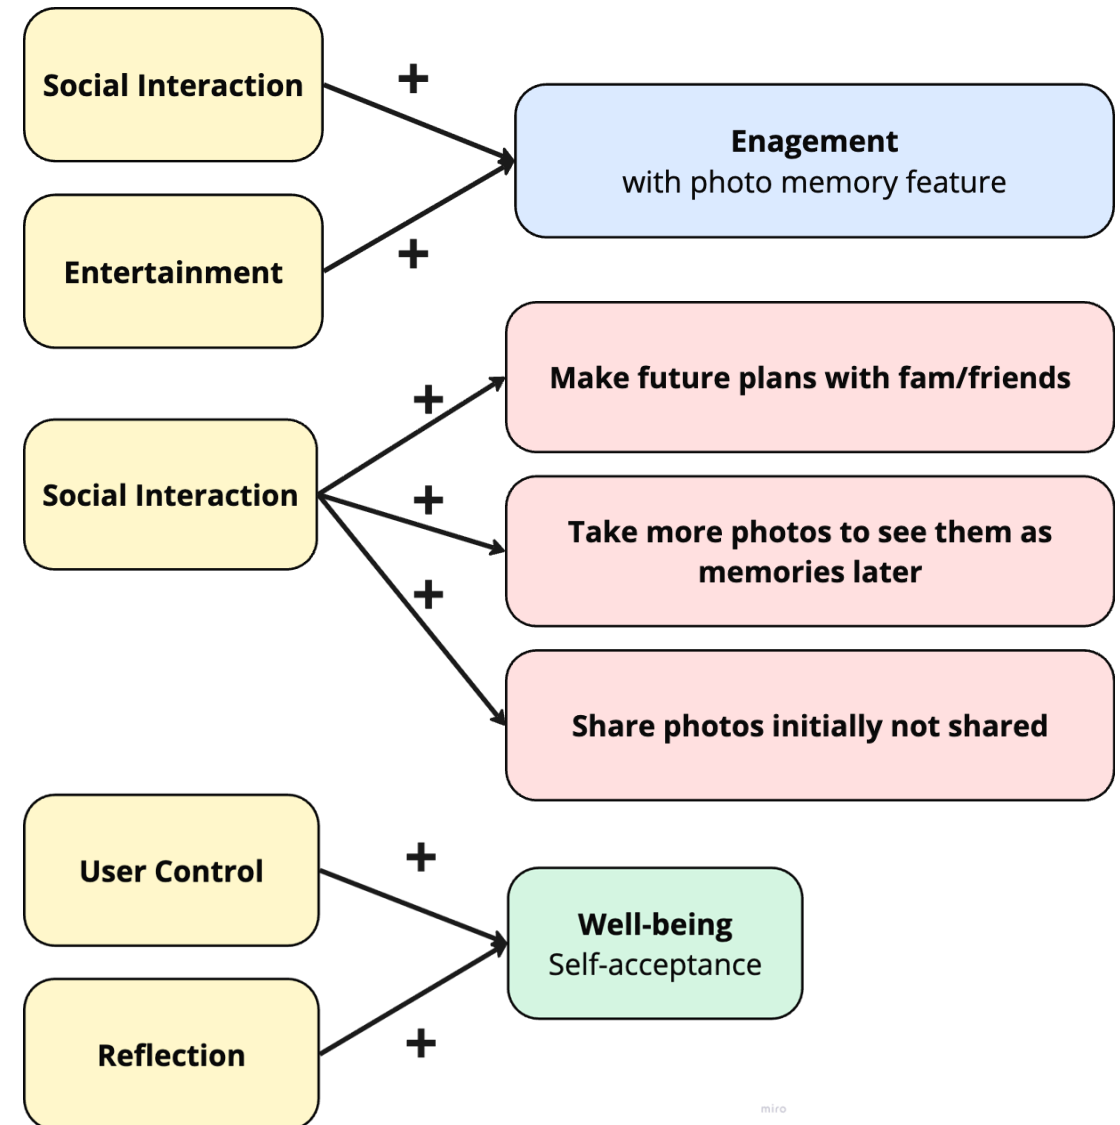 Social Interaction
+
Enagement
with photo memory feature
Entertainment
+
Make future plans with fam/friends
+
Social Interaction
+
Take more photos to see them as
memories later
+
Share photos initially not shared
User Control
+
Well-being
Self-acceptance
Reflection
+
miro